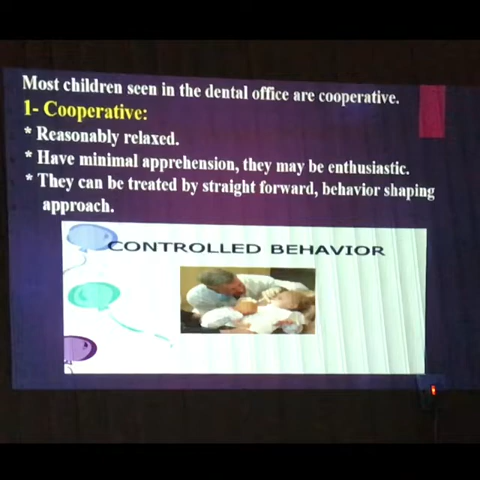 Most children seen in the dental office are cooperative.
1- Cooperative:
* Reasonably relaxed.
* Have minimal apprehension, they may be enthusiastic.
* They can be treated by straight forward, behavior shaping
approach.
CONTROLLED BEHAVIOR